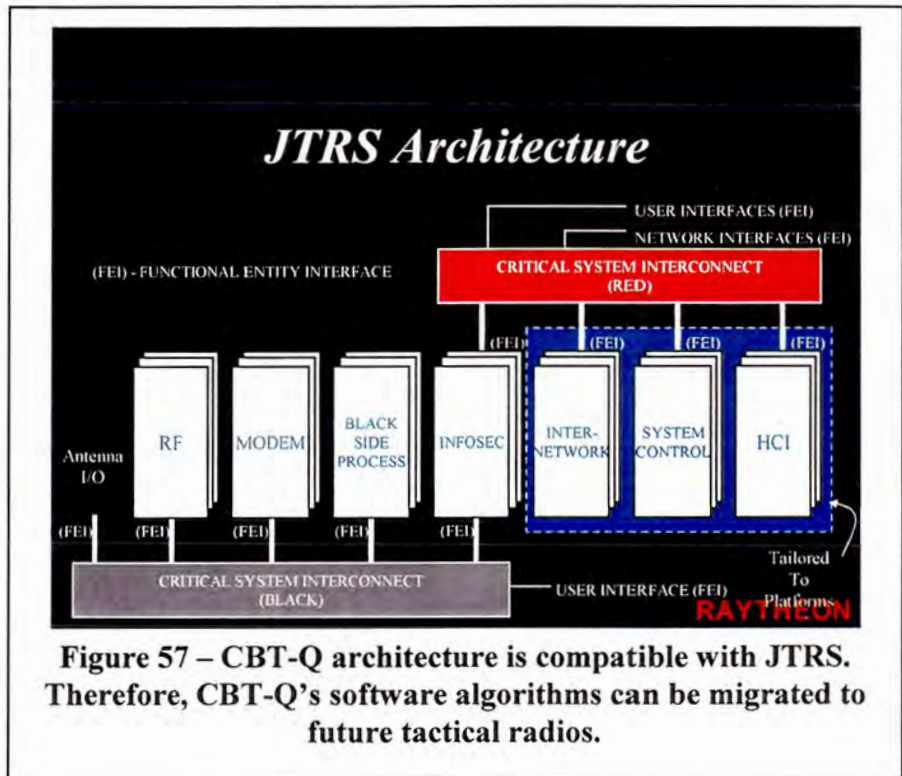 JTRS Architecture
USER INTERFACES (FEI)
NETWORK INTERFACES (FEI)
(FEI) - FUNCTIONAL ENTITY INTERFACE
CRITICAL SYSTEM INTERCONNECT
(RED)
(FEI)
(FEI)
(FEI)
(FEI)
Antenna
I/O
RF
MODEM
BLACK
SIDE
PROCESS
INFOSEC
INTER-
NETWORK
SYSTEM
CONTROL
HCI
(FEI)
(FEI)
(FEI)
(FEI)
(FEI)
CRITICAL SYSTEM INTERCONNECT
(BLACK)
USER INTERFACE (FEI)
Tailored
To
Platforms
RAYTHEON
Figure 57 – CBT-Q architecture is compatible with JTRS.
Therefore, CBT-Q’s software algorithms can be migrated to
future tactical radios.